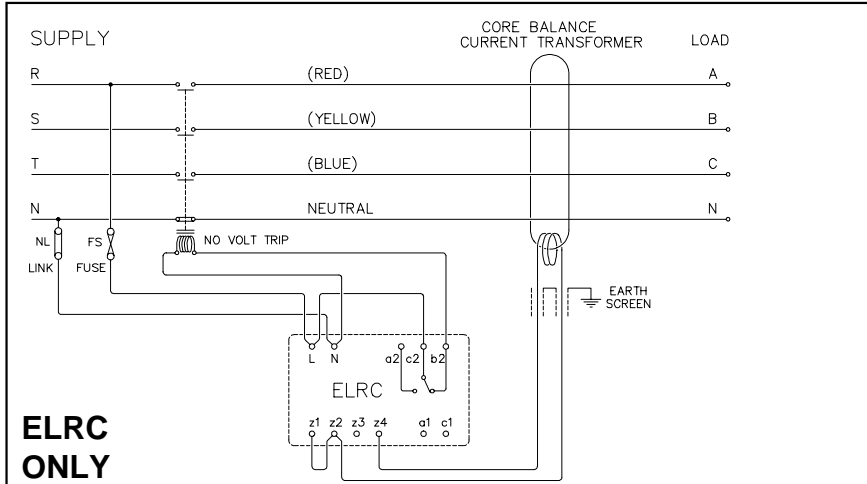 SUPPLY
CORE BALANCE
CURRENT TRANSFORMER
LOAD
R
(RED)
A
S
(YELLOW)
B
T
(BLUE)
C
N
NEUTRAL
N
NL
FS
NO VOLT TRIP
LINK
FUSE
EARTH
SCREEN
L
N
a2
c2
b2
ELRC
z1
z2
z3
z4
a1
c1
ELRC
ONLY